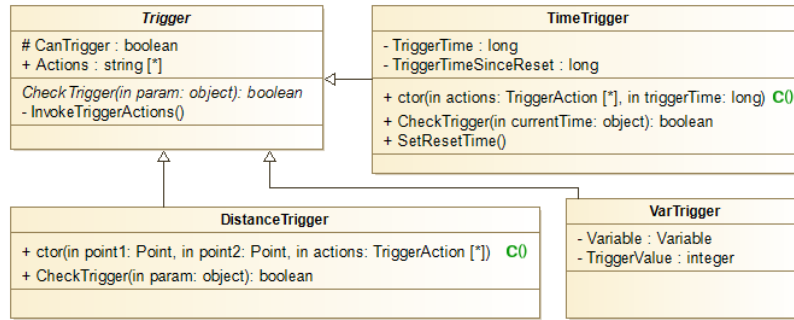 Trigger
# CanTrigger : boolean
+ Actions : string [*]
CheckTrigger(in param: object): boolean
- InvokeTriggerActions()
TimeTrigger
- TriggerTime : long
- TriggerTimeSinceReset : long
+ ctor(in actions: TriggerAction [*], in triggerTime: long) C()
+ CheckTrigger(in currentTime: object): boolean
+ SetResetTime()
DistanceTrigger
+ ctor(in point1: Point, in point2: Point, in actions: TriggerAction [*]) C()
+ CheckTrigger(in param: object): boolean
VarTrigger
- Variable : Variable
- TriggerValue : integer